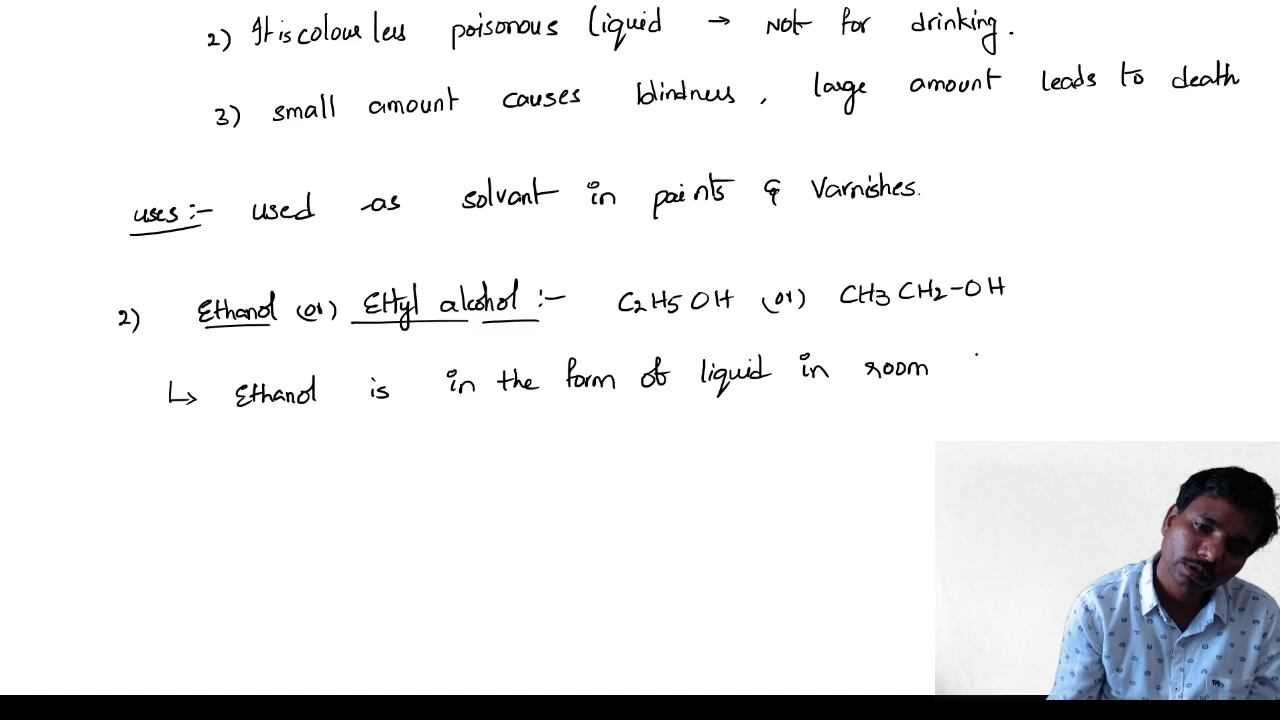 2) It is colour less poisonous liquid → not for drinking.
3) small amount causes blindness, large amount leads to death
uses :- used as solvant in paints & varnishes.
2) Ethanol (or) Ethyl alcohol :- C2H5OH (or) CH3CH2-OH
↳ Ethanol is in the form of liquid in room